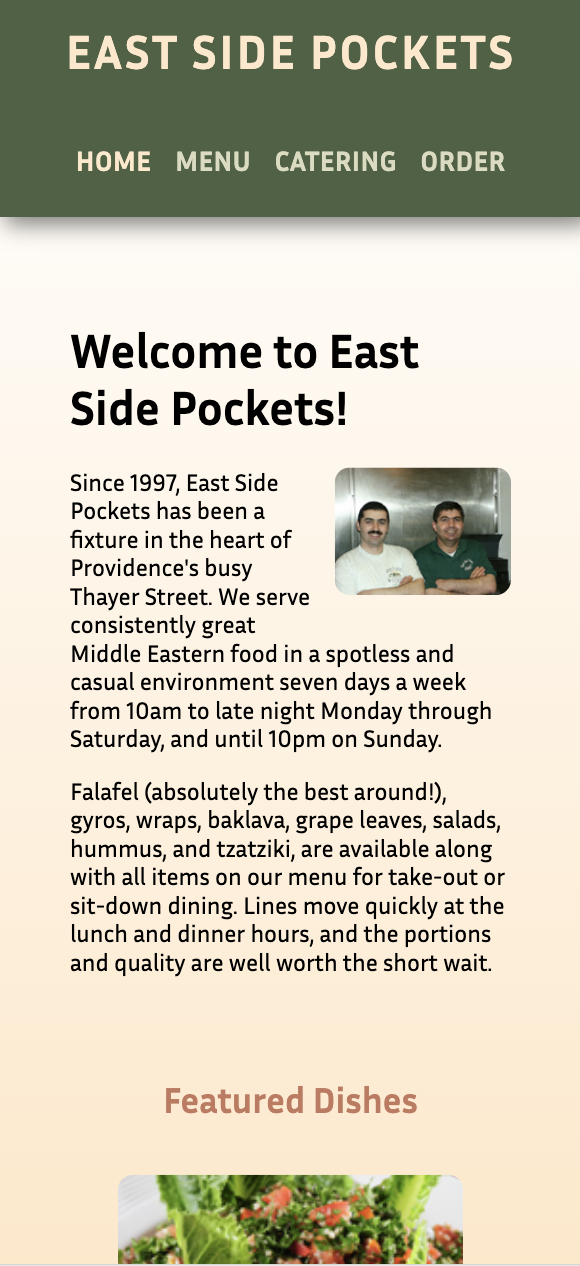 EAST SIDE POCKETS
HOME MENU CATERING ORDER
Welcome to East
Side Pockets!
Since 1997, East Side
Pockets has been a
fixture in the heart of
Providence's busy
Thayer Street. We serve
consistently great
Middle Eastern food in a spotless and
casual environment seven days a week
from 10am to late night Monday through
Saturday, and until 10pm on Sunday.
Falafel (absolutely the best around!),
gyros, wraps, baklava, grape leaves, salads,
hummus, and tzatziki, are available along
with all items on our menu for take-out or
sit-down dining. Lines move quickly at the
lunch and dinner hours, and the portions
and quality are well worth the short wait.
Featured Dishes